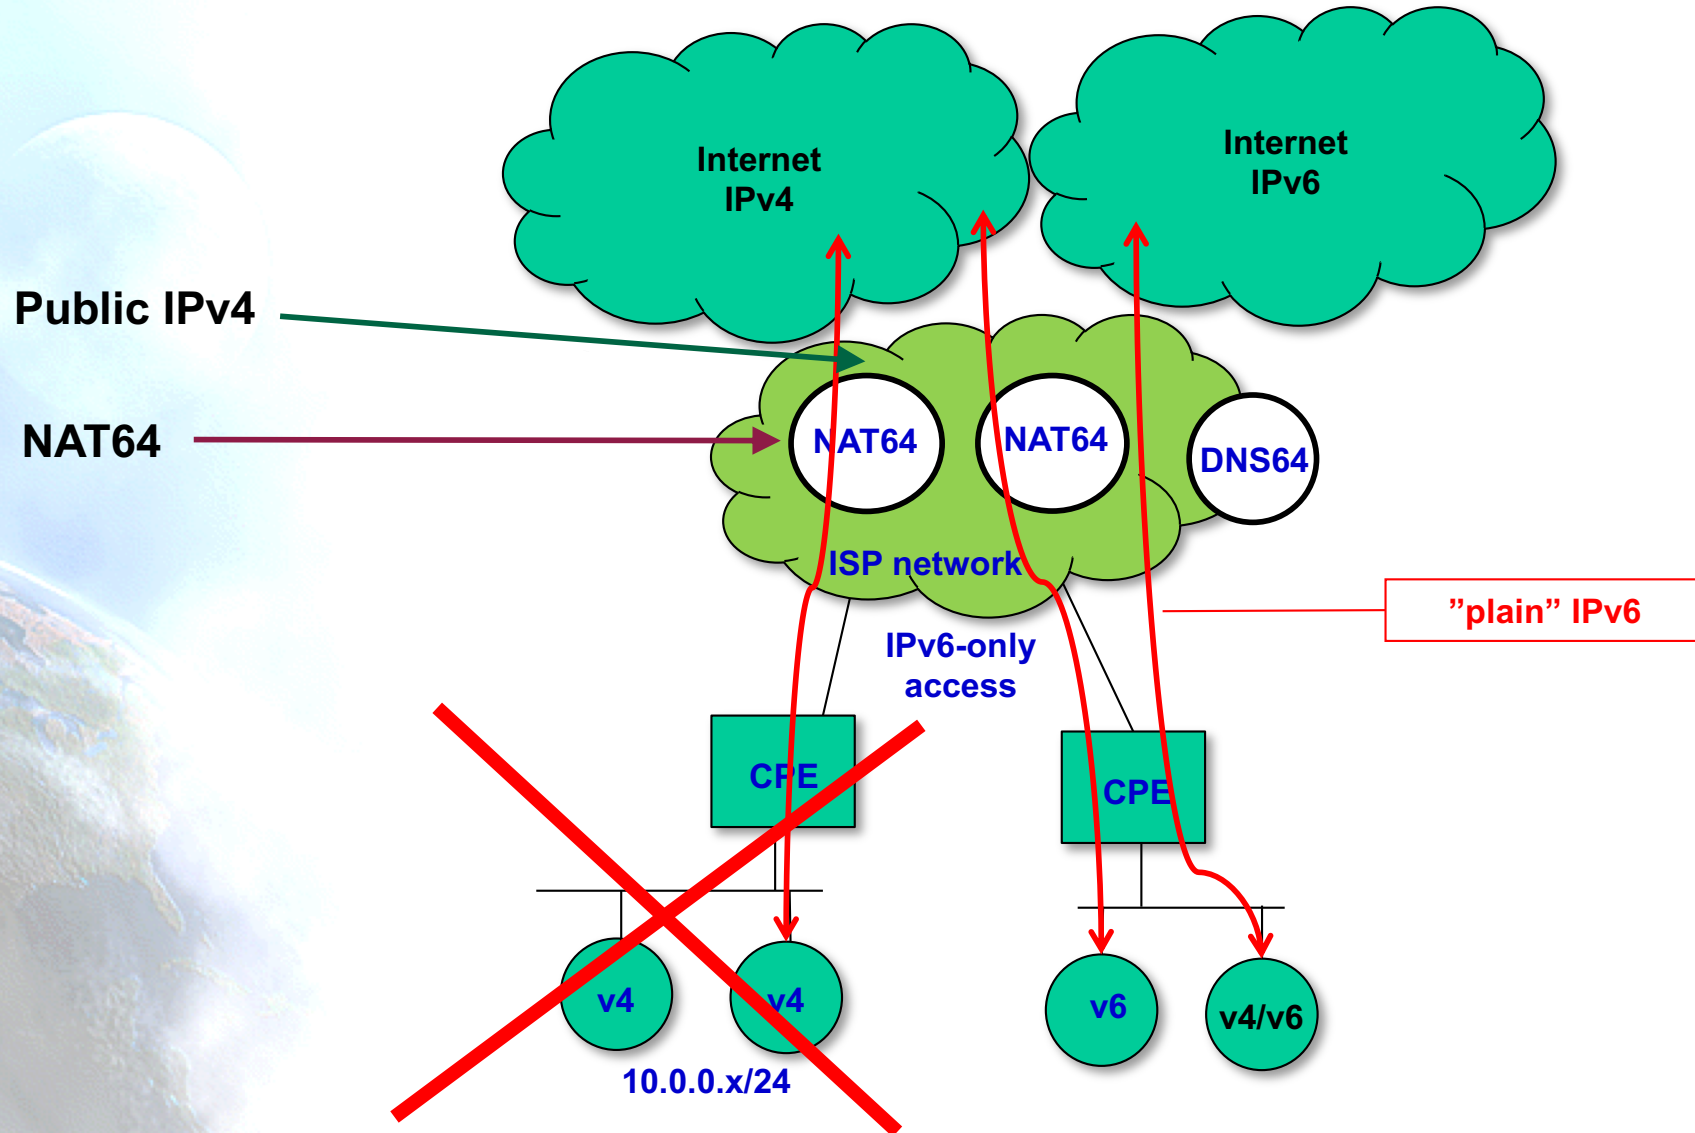 Internet
IPv4
Internet
IPv6
Public IPv4
NAT64
NAT64
NAT64
DNS64
ISP network
IPv6-only
access
”plain” IPv6
CPE
CPE
v4
v4
v6
v4/v6
10.0.0.x/24